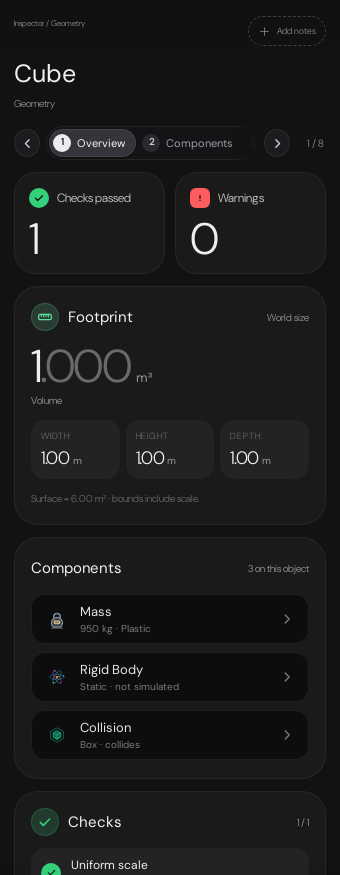 Inspector / Geometry
Add notes
Cube
Geometry
1 Overview
2 Components
1 / 8
Checks passed
1
Warnings
0
Footprint
World size
1.000 m³
Volume
WIDTH
1.00 m
HEIGHT
1.00 m
DEPTH
1.00 m
Surface ≈ 6.00 m² · bounds include scale.
Components
3 on this object
Mass
950 kg · Plastic
Rigid Body
Static · not simulated
Collision
Box · collides
Checks
1 / 1
Uniform scale